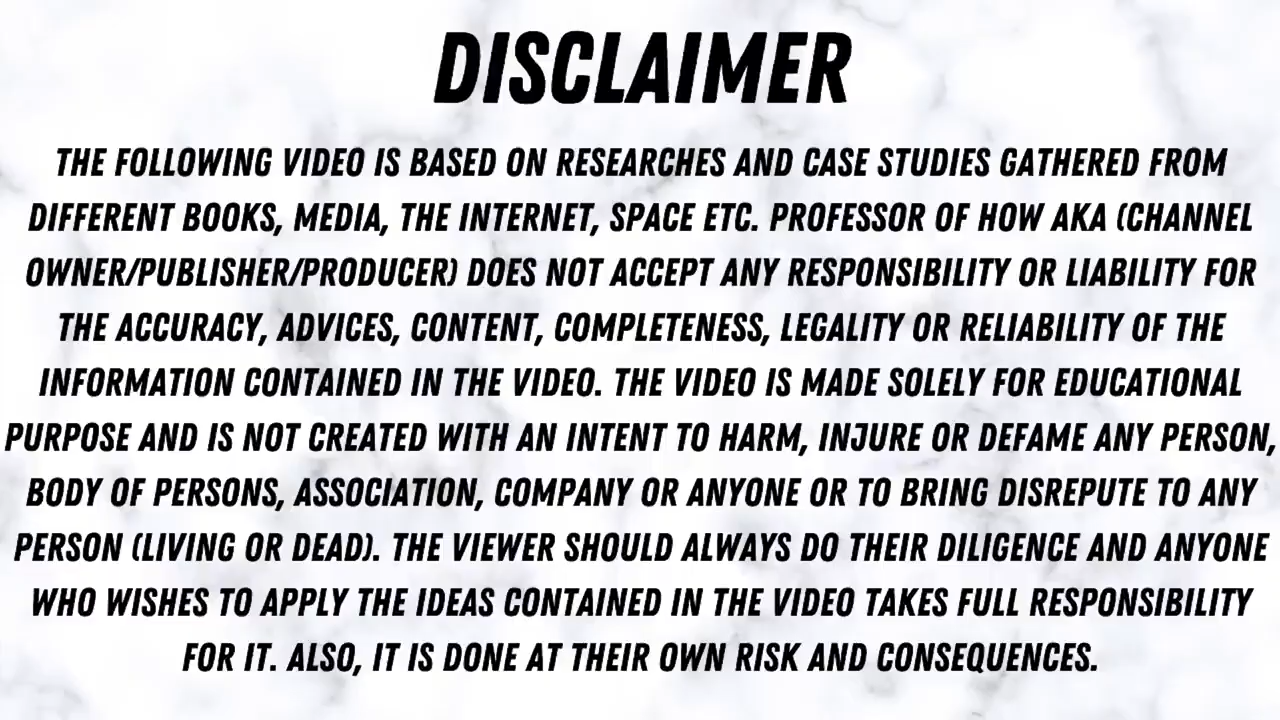 DISCLAIMER
THE FOLLOWING VIDEO IS BASED ON RESEARCHES AND CASE STUDIES GATHERED FROM
DIFFERENT BOOKS, MEDIA, THE INTERNET, SPACE ETC. PROFESSOR OF HOW AKA (CHANNEL
OWNER/PUBLISHER/PRODUCER) DOES NOT ACCEPT ANY RESPONSIBILITY OR LIABILITY FOR
THE ACCURACY, ADVICES, CONTENT, COMPLETENESS, LEGALITY OR RELIABILITY OF THE
INFORMATION CONTAINED IN THE VIDEO. THE VIDEO IS MADE SOLELY FOR EDUCATIONAL
PURPOSE AND IS NOT CREATED WITH AN INTENT TO HARM, INJURE OR DEFAME ANY PERSON,
BODY OF PERSONS, ASSOCIATION, COMPANY OR ANYONE OR TO BRING DISREPUTE TO ANY
PERSON (LIVING OR DEAD). THE VIEWER SHOULD ALWAYS DO THEIR DILIGENCE AND ANYONE
WHO WISHES TO APPLY THE IDEAS CONTAINED IN THE VIDEO TAKES FULL RESPONSIBILITY
FOR IT. ALSO, IT IS DONE AT THEIR OWN RISK AND CONSEQUENCES.